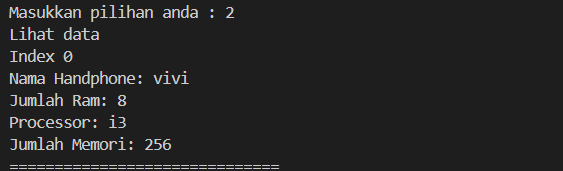 Masukkan pilihan anda : 2
Lihat data
Index 0
Nama Handphone: vivi
Jumlah Ram: 8
Processor: i3
Jumlah Memori: 256
==============================